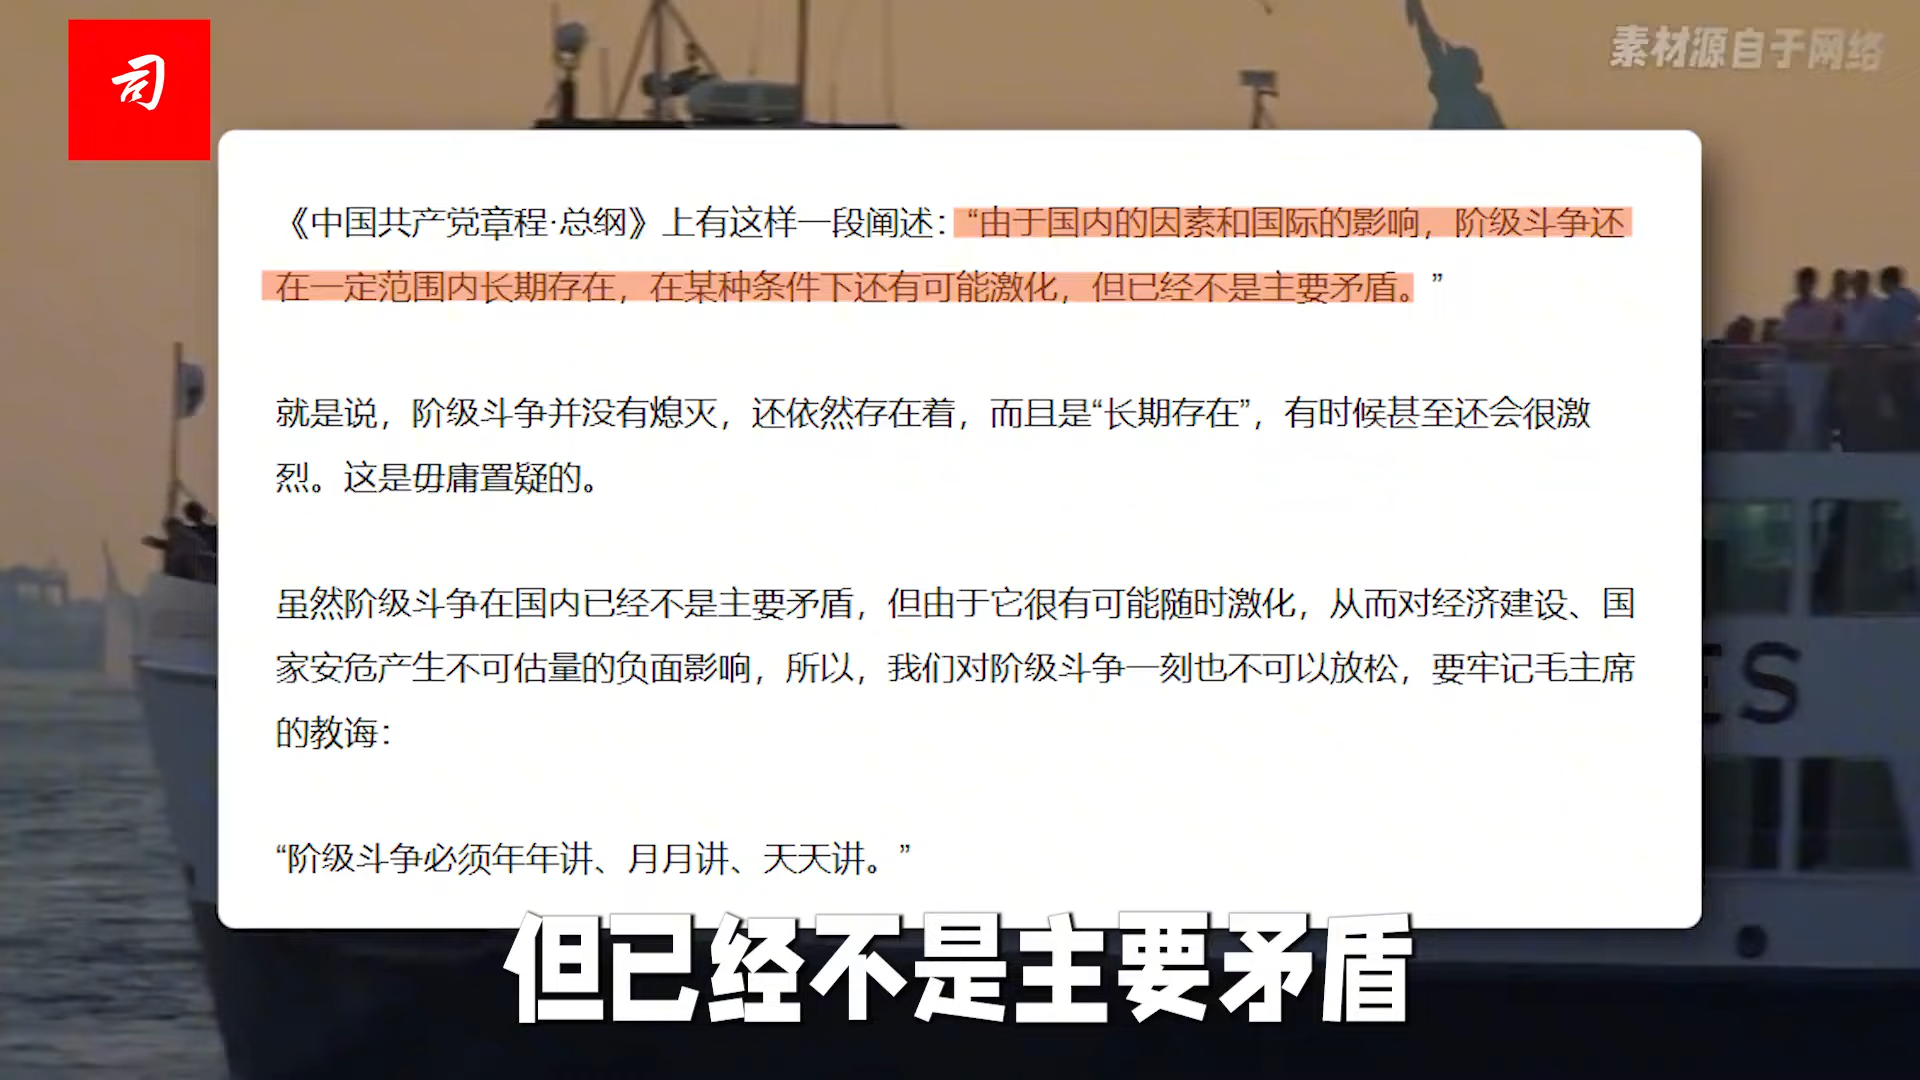 司
素材源自于网络
《中国共产党章程·总纲》上有这样一段阐述：“由于国内的因素和国际的影响，阶级斗争还
在一定范围内长期存在，在某种条件下还有可能激化，但已经不是主要矛盾。”
就是说，阶级斗争并没有熄灭，还依然存在着，而且是“长期存在”，有时候甚至还会很激
烈。这是毋庸置疑的。
虽然阶级斗争在国内已经不是主要矛盾，但由于它很有可能随时激化，从而对经济建设、国
家安危产生不可估量的负面影响，所以，我们对阶级斗争一刻也不可以放松，要牢记毛主席
的教诲：
ES
“阶级斗争必须年年讲、月月讲、天天讲。”
但已经不是主要矛盾